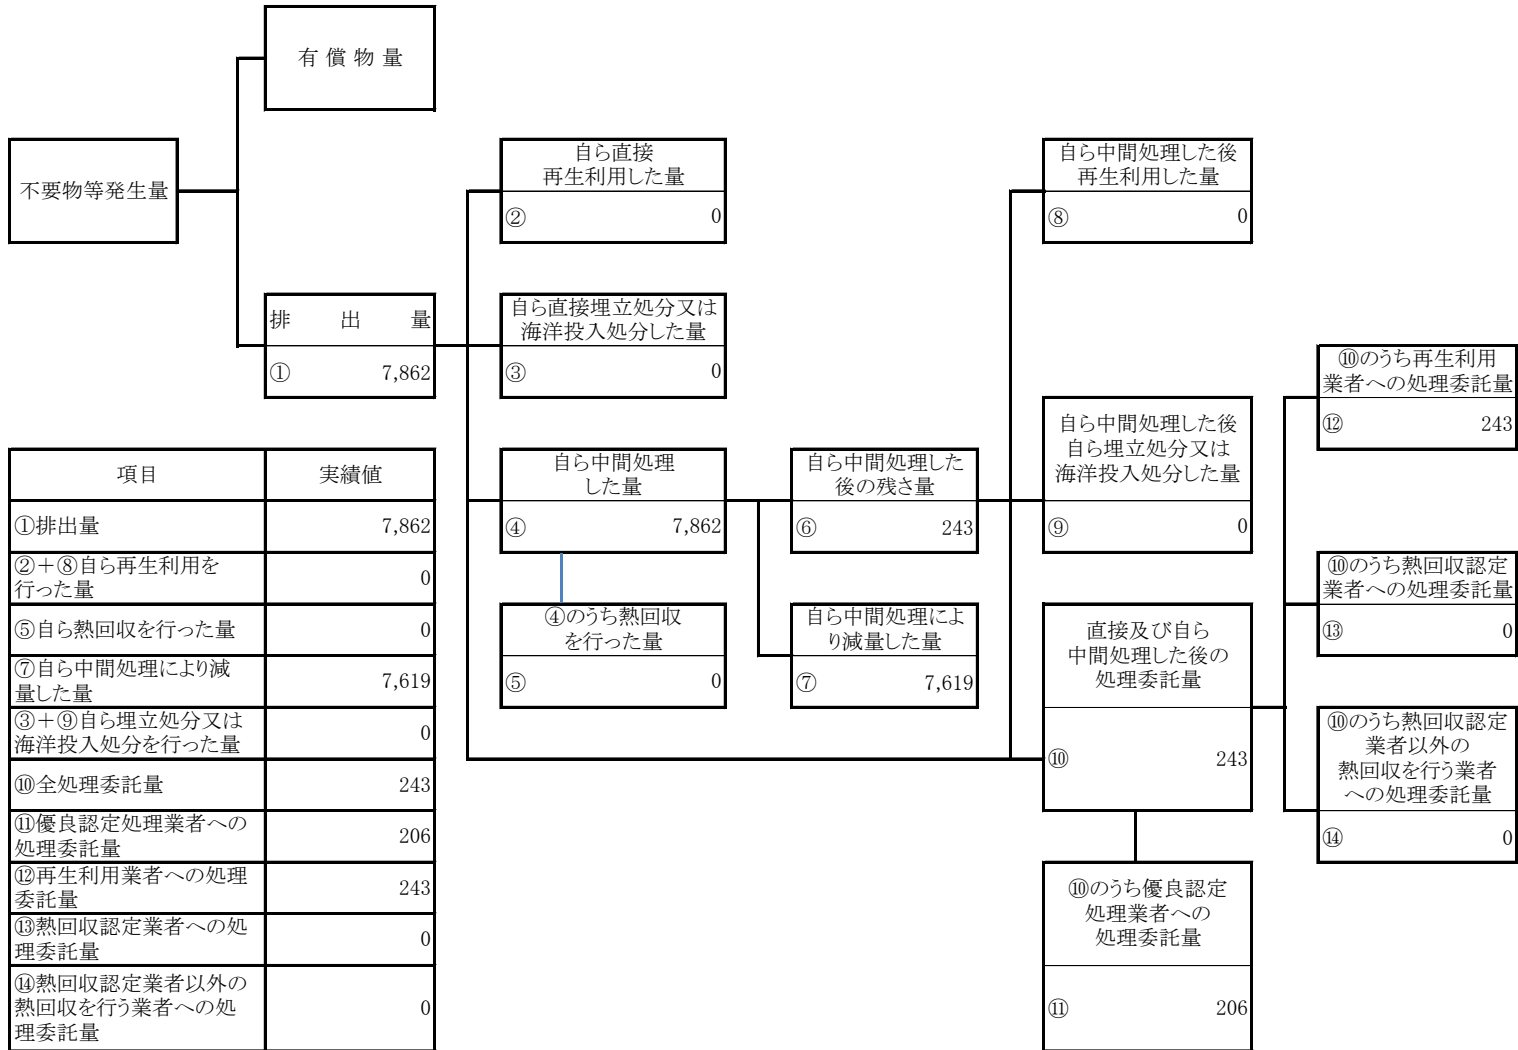 有 償 物 量
不要物等発生量
排 出 量
① 7,862
自ら直接
再生利用した量
② 0
自ら直接埋立処分又は
海洋投入処分した量
③ 0
自ら中間処理
した量
④ 7,862
④のうち熱回収
を行った量
⑤ 0
自ら中間処理した
後の残さ量
⑥ 243
自ら中間処理によ
り減量した量
⑦ 7,619
自ら中間処理した後
再生利用した量
⑧ 0
自ら中間処理した後
自ら埋立処分又は
海洋投入処分した量
⑨ 0
直接及び自ら
中間処理した後の
処理委託量
⑩ 243
⑩のうち優良認定
処理業者への
処理委託量
⑪ 206
⑩のうち再生利用
業者への処理委託量
⑫ 243
⑩のうち熱回収認定
業者への処理委託量
⑬ 0
⑩のうち熱回収認定
業者以外の
熱回収を行う業者
への処理委託量
⑭ 0
項目 実績値
①排出量 7,862
②＋⑧自ら再生利用を
行った量 0
⑤自ら熱回収を行った量 0
⑦自ら中間処理により減
量した量 7,619
③＋⑨自ら埋立処分又は
海洋投入処分を行った量 0
⑩全処理委託量 243
⑪優良認定処理業者への
処理委託量 206
⑫再生利用業者への処理
委託量 243
⑬熱回収認定業者への処
理委託量 0
⑭熱回収認定業者以外の
熱回収を行う業者への処
理委託量 0